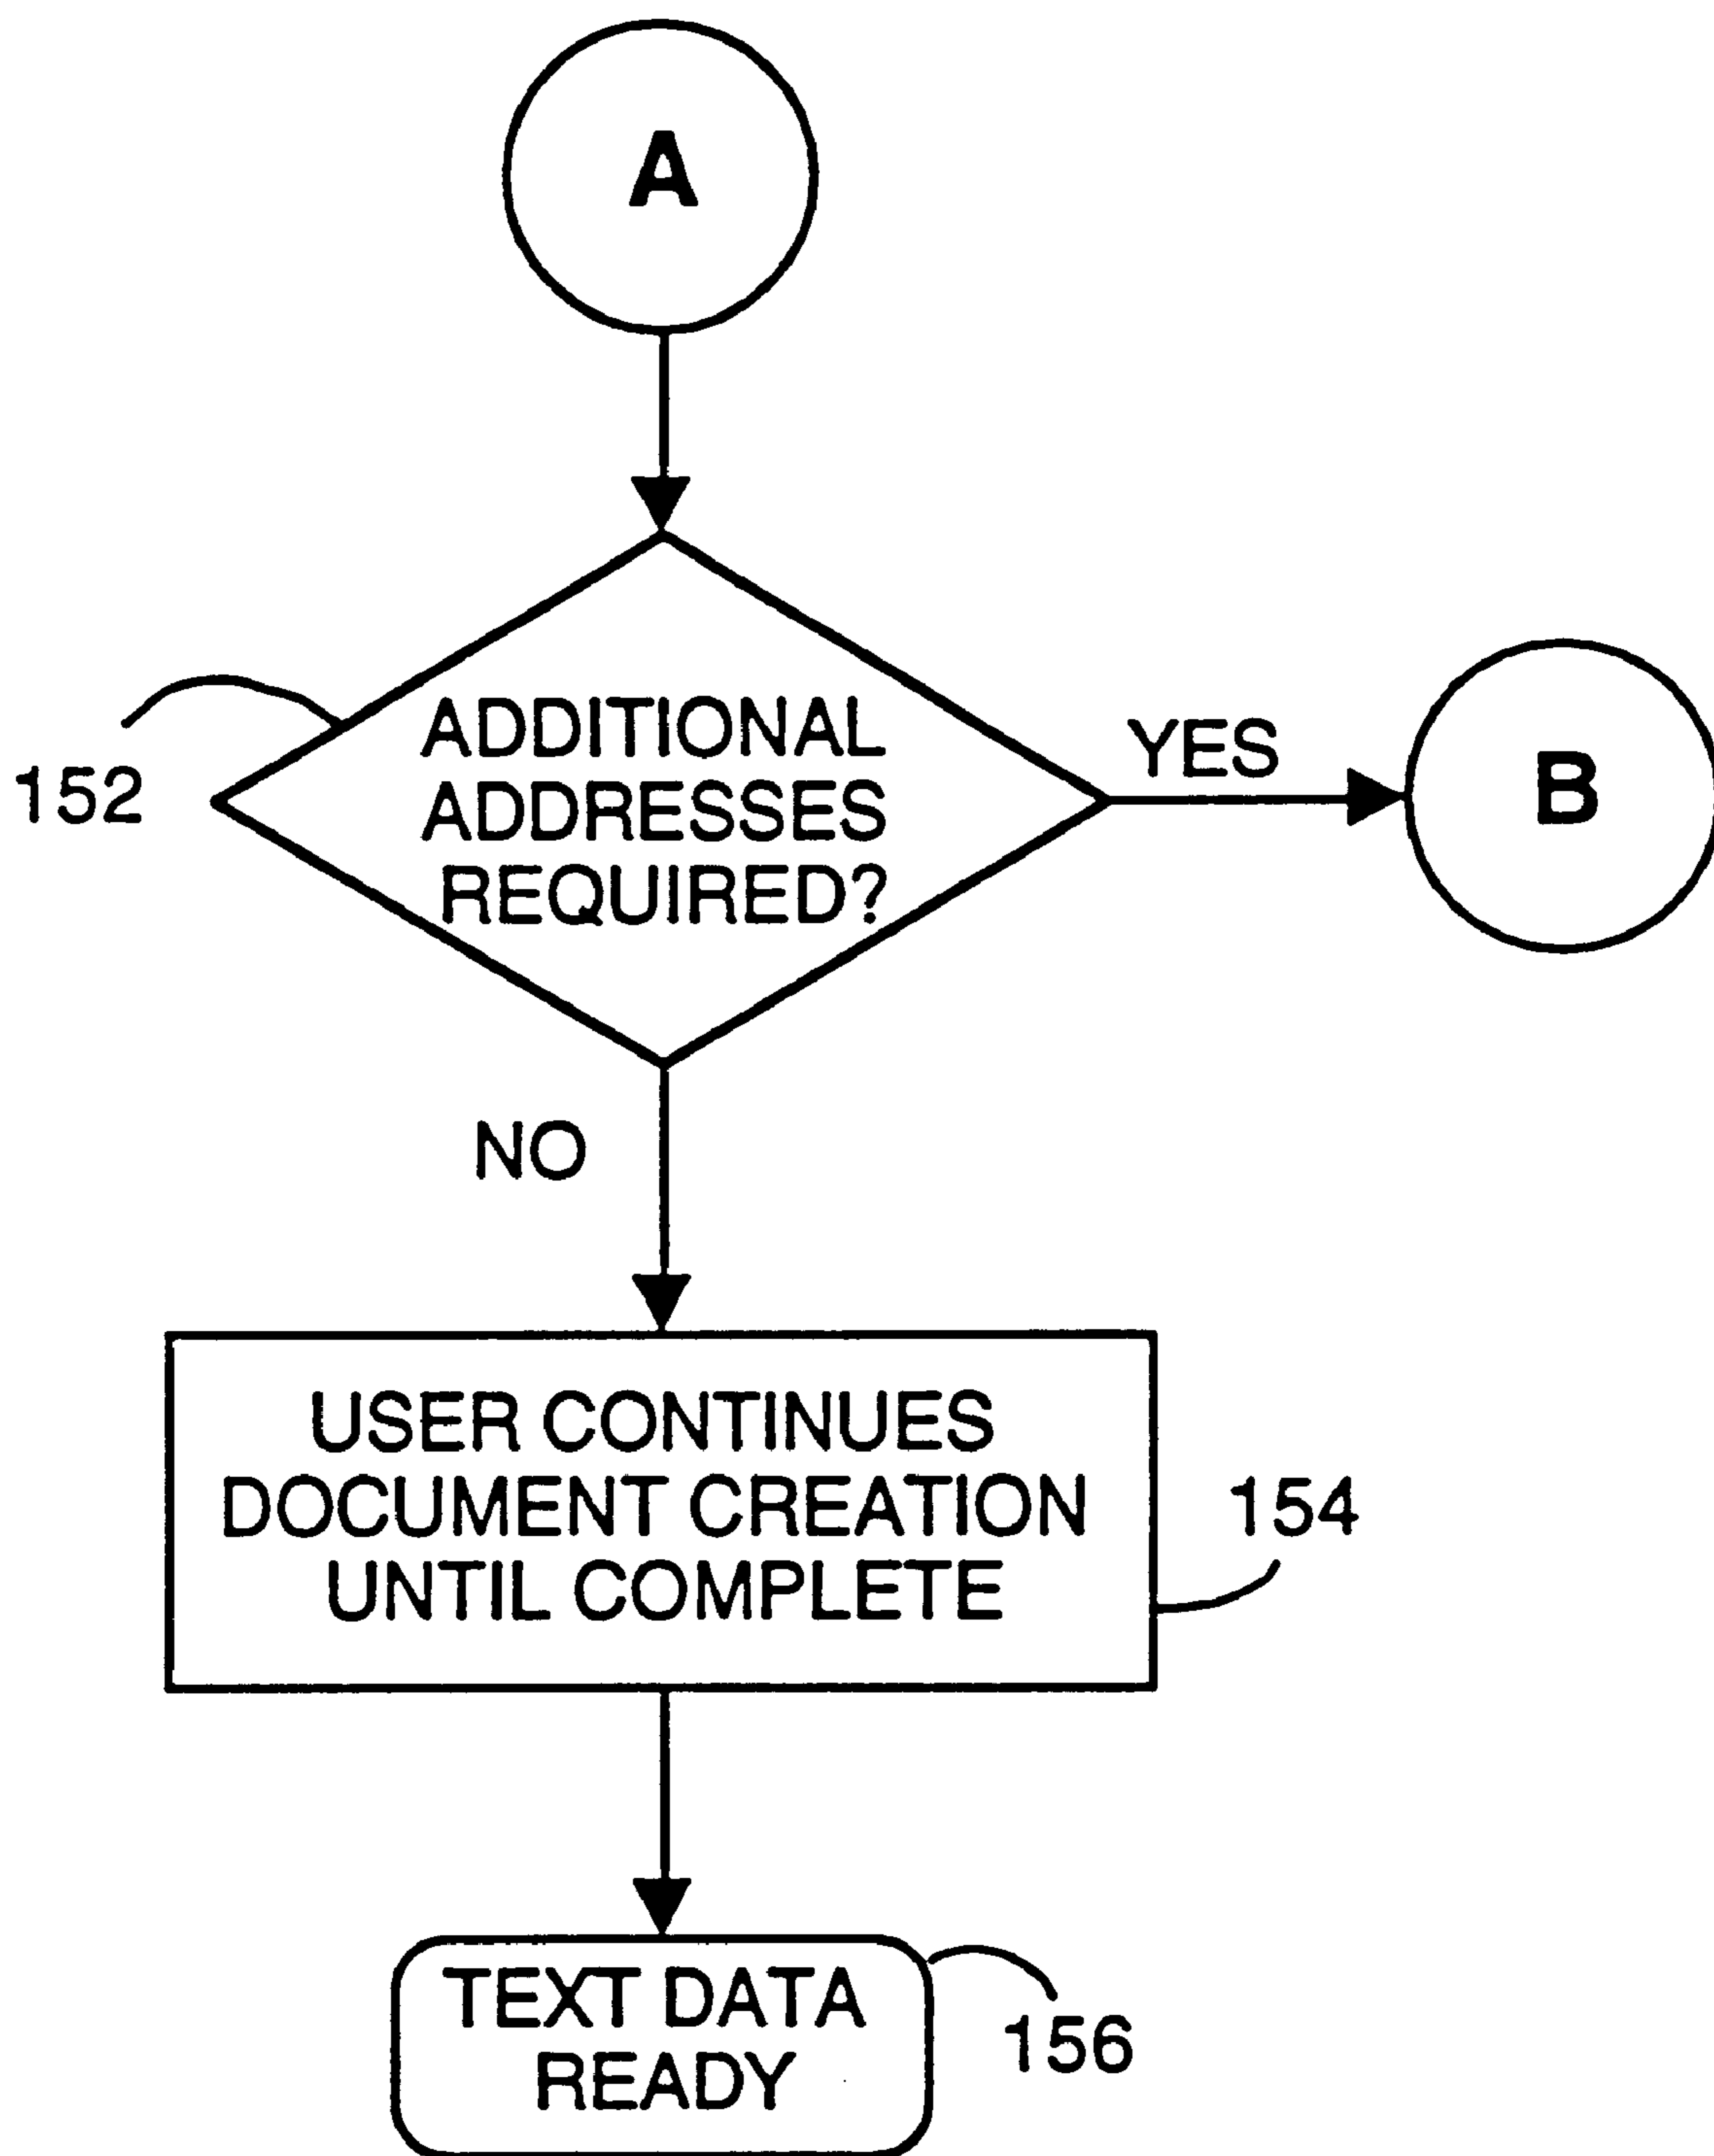 A
ADDITIONAL
ADDRESSES
REQUIRED?
152
YES
B
NO
USER CONTINUES
DOCUMENT CREATION
UNTIL COMPLETE
154
TEXT DATA
READY
156